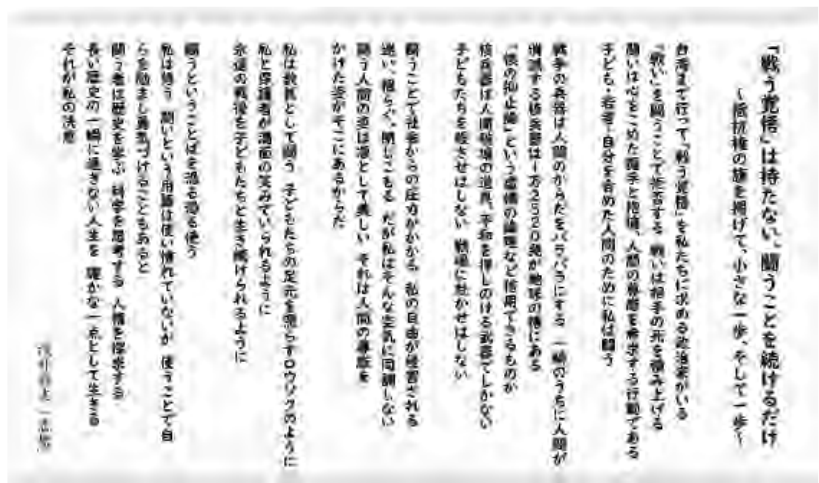 「戦う覚悟」は持たない、闘うことを続けるだけ
～抵抗権の旗を掲げて、小さな一歩、そして一歩～
台湾まで行って「戦う覚悟」を私たちに求める政治家がいる
「戦い」を闘うことで拒否する 戦いは相手の死を積み上げる
闘いは心をこめた握手と抱擁、人間の尊厳を希求する行動である
子ども・若者・自分を含めた人間のために私は闘う
戦争の兵器は人間のからだをバラバラにする 一瞬のうちに人間が
消滅する核兵器は1万2520発が地球の横にある
「核の抑止論」という虚構の論理など信用できるものか
核兵器は人間破壊の道具、平和を押しのける武器でしかない
子どもたちを殺させはしない 戦場に赴かせはしない
闘うことで社会からの圧力がかかる 私の自由が侵害される
迷い、揺らぐ、閉じこもる だが私はそんな空気に同調しない
闘う人間の姿は凛として美しい それは人間の尊厳を
かけた姿がそこにあるからだ
私は教員として闘う 子どもたちの足元を照らすロウソクのように
私と保護者が満面の笑みでいられるように
永遠の戦後を子どもたちと生き続けられるように
闘うということばを満を持る使う
私は想う 闘いという用語は使い慣れていないが 使うことで自
らを励まし勇気づけることもあると
闘う者は歴史を学ぶ 科学を思考する 人権を探求する
長い歴史の一瞬に過ぎない人生を 確かな一点として生きる
それが私の決意